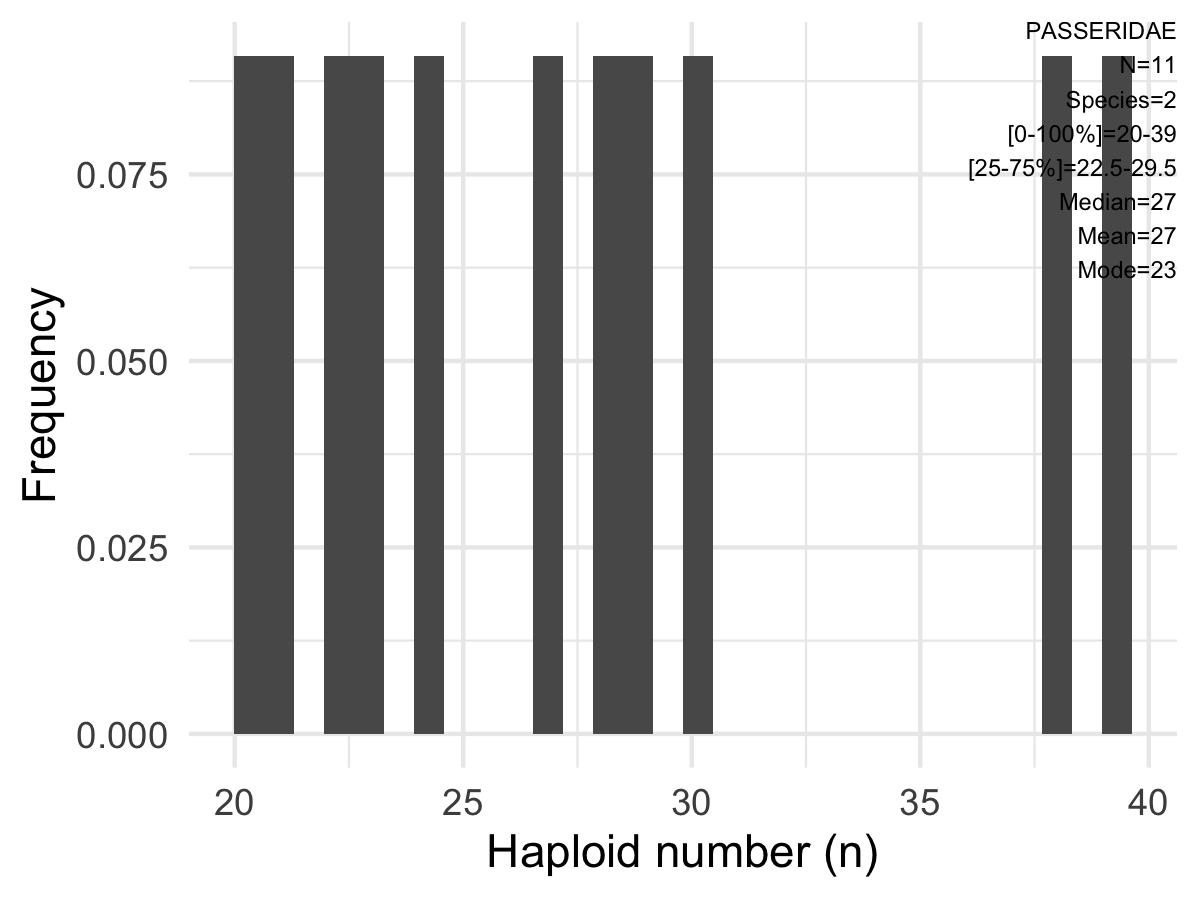 PASSERIDAE
N=11
Species=2
[0-100%]=20-39
[25-75%]=22.5-29.5
Median=27
Mean=27
Mode=23
0.075
0.050
0.025
0.000
Frequency
20 25 30 35 40
Haploid number (n)